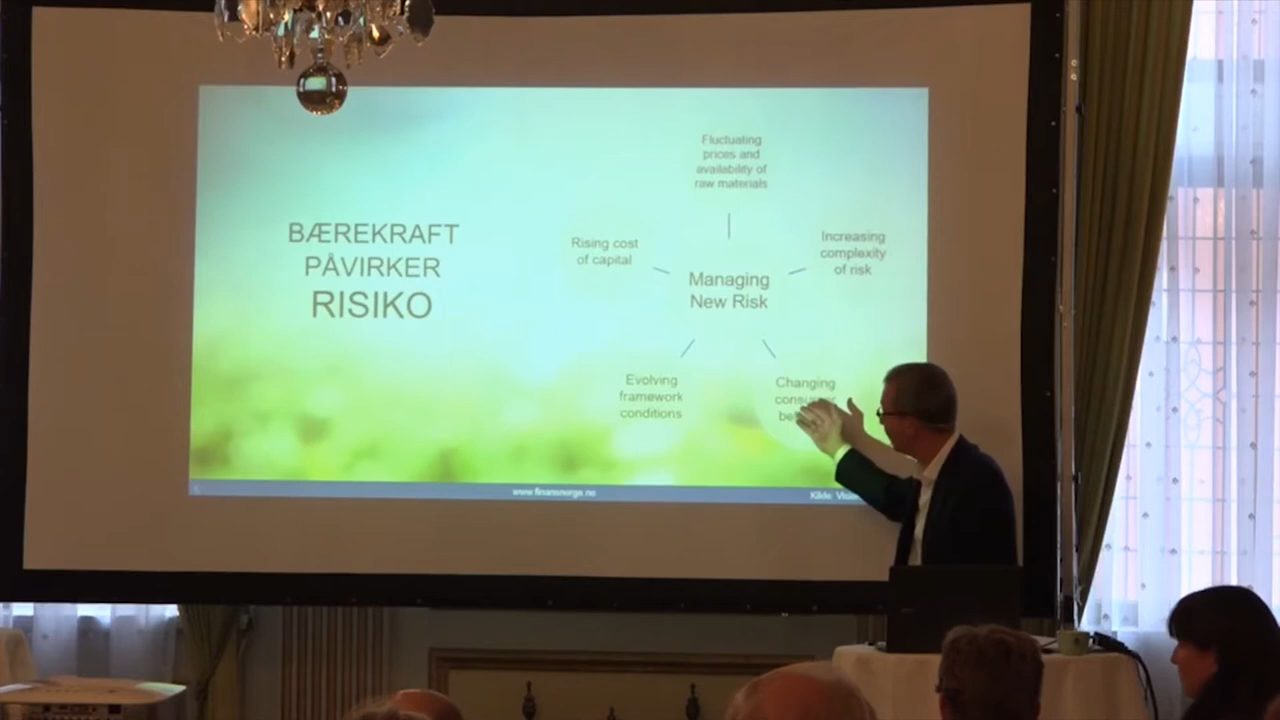 BÆREKRAFT
PÅVIRKER
RISIKO
Fluctuating
prices and
availability of
raw materials
Rising cost
of capital
Increasing
complexity
of risk
Managing
New Risk
Evolving
framework
conditions
Changing
www.finansnorge.no
Kilde: